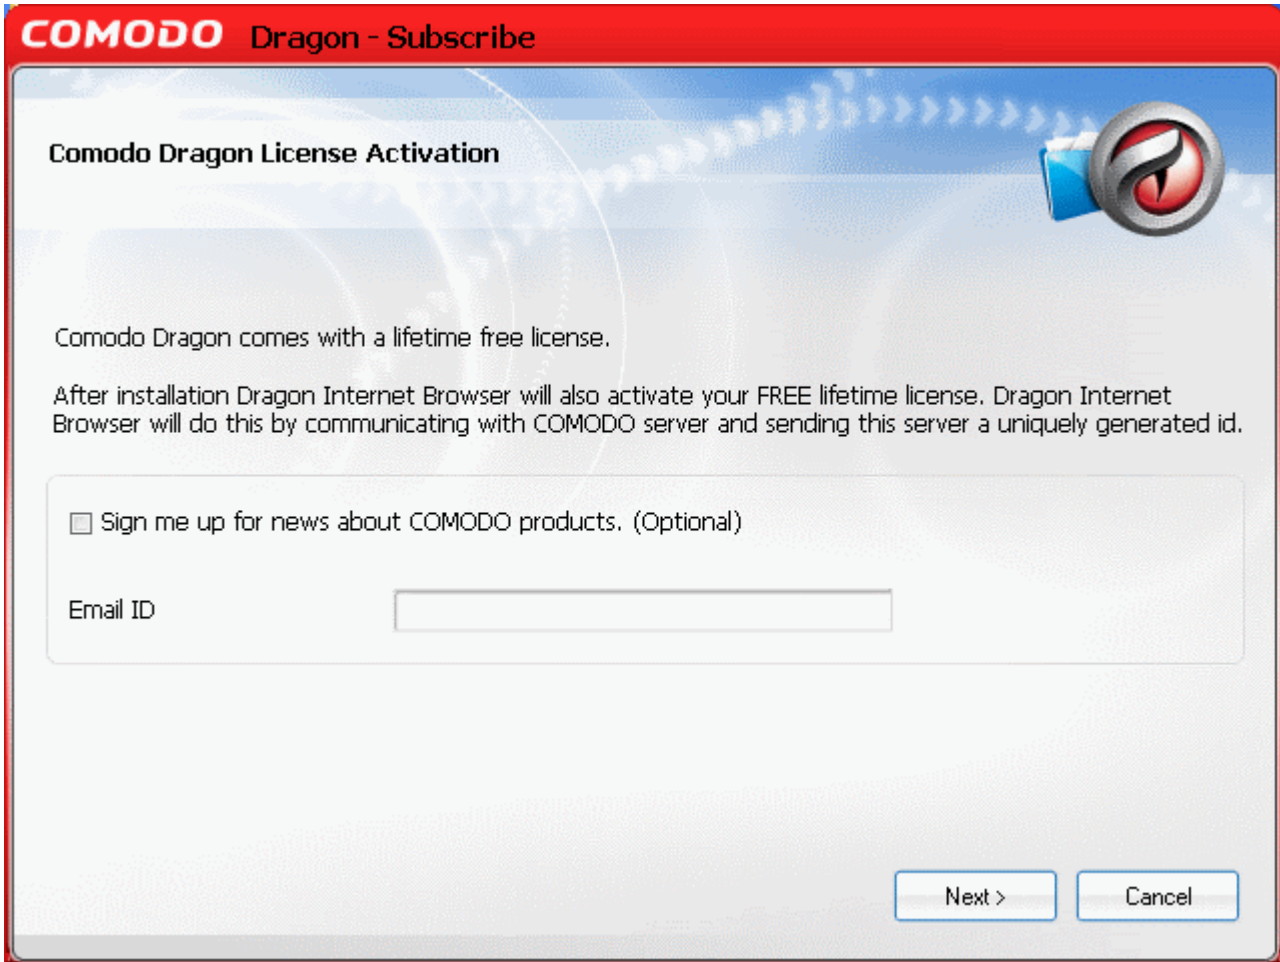 COMODO Dragon - Subscribe
Comodo Dragon License Activation
Comodo Dragon comes with a lifetime free license.
After installation Dragon Internet Browser will also activate your FREE lifetime license. Dragon Internet
Browser will do this by communicating with COMODO server and sending this server a uniquely generated id.
Sign me up for news about COMODO products. (Optional)
Email ID
Next >
Cancel